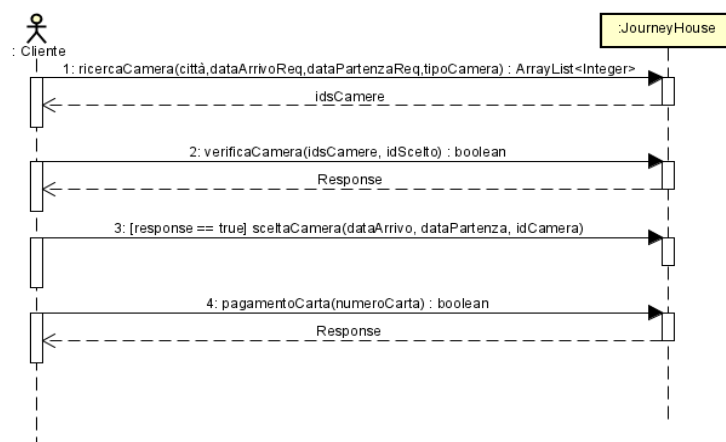 :JourneyHouse
: Cliente
1: ricercaCamera(città,dataArrivoReq,dataPartenzaReq,tipoCamera) : ArrayList<Integer>
idsCamere
2: verificaCamera(idsCamere, idScelto) : boolean
Response
3: [response == true] sceltaCamera(dataArrivo, dataPartenza, idCamera)
4: pagamentoCarta(numeroCarta) : boolean
Response